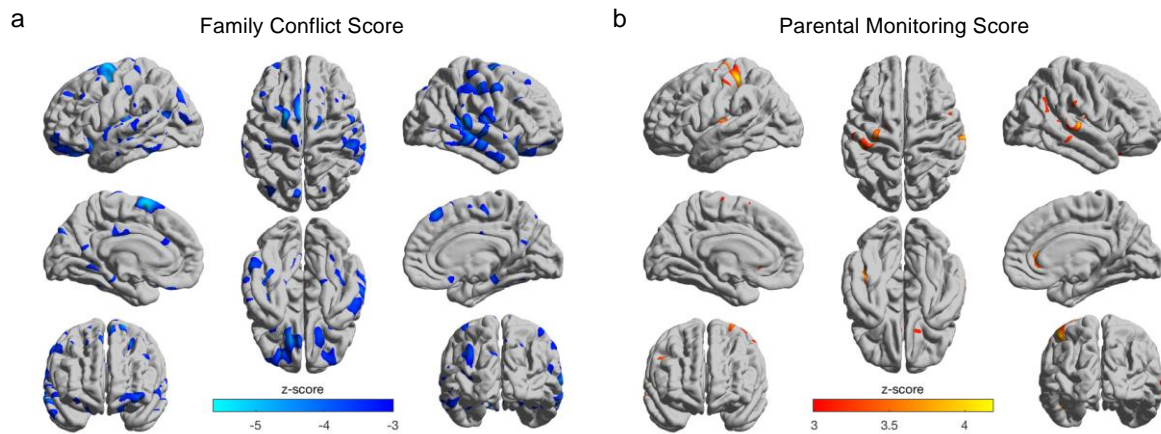 a
Family Conflict Score
b
Parental Monitoring Score
z-score
-5 -4 -3
z-score
3 3.5 4